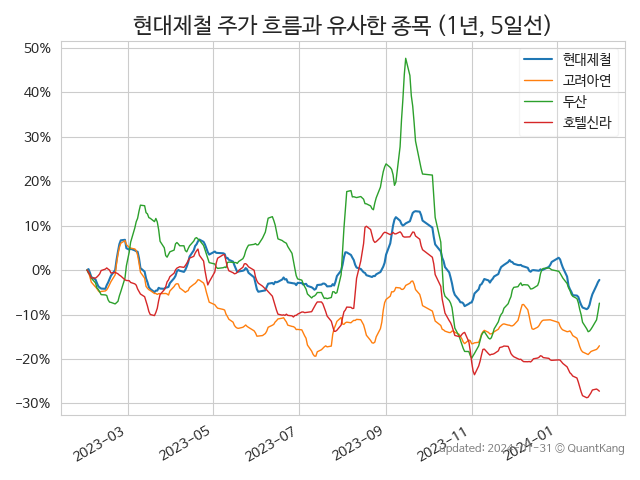 현대제철 주가 흐름과 유사한 종목 (1년, 5일선)
50%
40%
30%
20%
10%
0%
−10%
−20%
−30%
현대제철
고려아연
두산
호텔신라
2023-03
2023-05
2023-07
2023-09
2023-11
2024-01
updated: 2024-01-31 © QuantKang